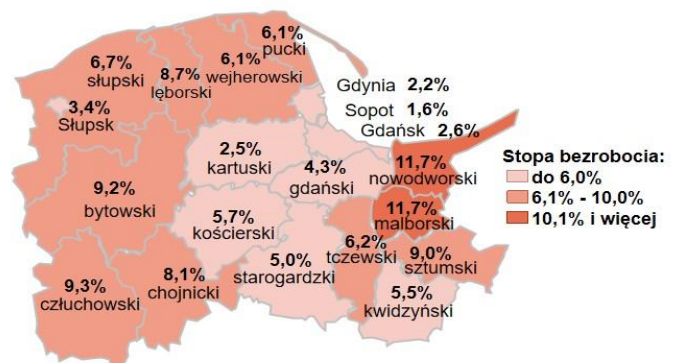 6,1%
pucki
6,7%
słupski
8,7%
lęborski
6,1%
wejherowski
Gdynia 2,2%
Sopot 1,6%
Gdańsk 2,6%
3,4%
Słupsk
2,5%
kartuski
4,3%
gdański
11,7%
nowodworski
Stopa bezrobocia:
do 6,0%
6,1% - 10,0%
10,1% i więcej
9,2%
bytowski
5,7%
kościerski
11,7%
malborski
6,2%
tczewski
9,0%
sztumski
9,3%
człuchowski
8,1%
chojnicki
5,0%
starogardzki
5,5%
kwidzyński